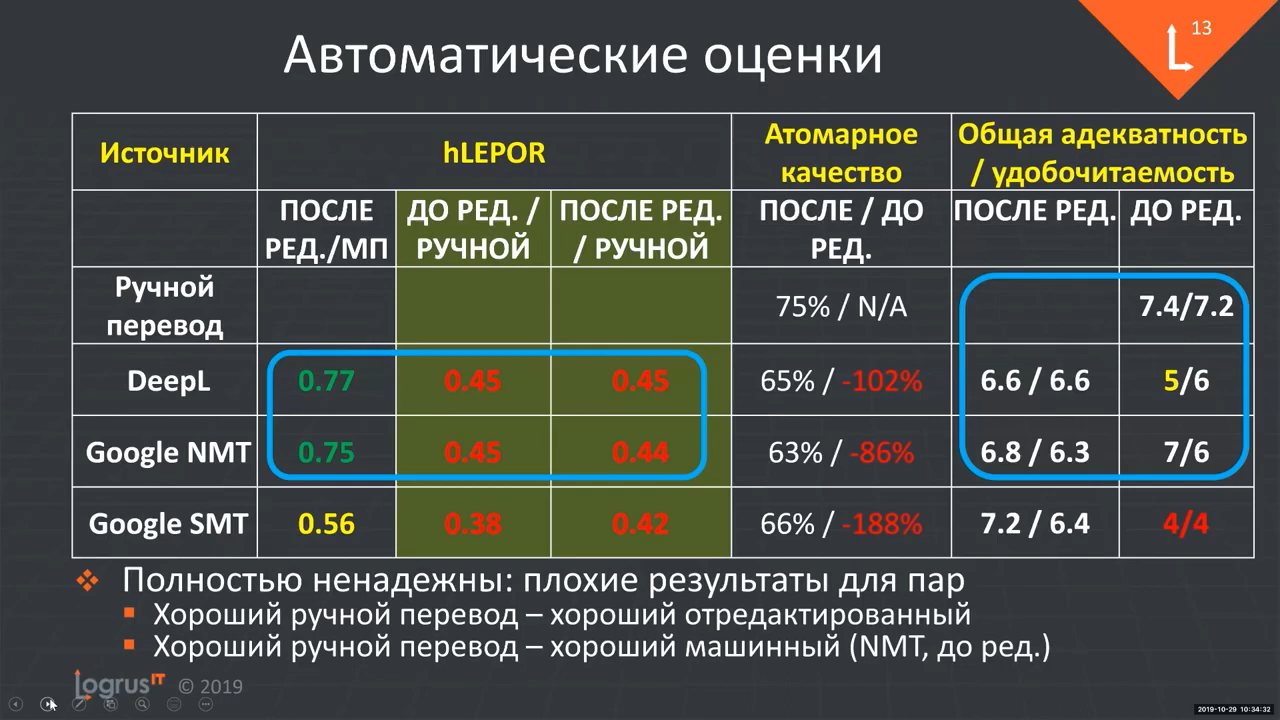 13
Автоматические оценки
Источник
hLEPOR
Атомарное
качество
Общая адекватность
/ удобочитаемость
ПОСЛЕ
РЕД./МП
ДО РЕД. /
РУЧНОЙ
ПОСЛЕ РЕД.
/ РУЧНОЙ
ПОСЛЕ / ДО
РЕД.
ПОСЛЕ РЕД.
ДО РЕД.
Ручной
перевод
75% / N/A
7.4/7.2
DeepL 0.77 0.45 0.45 65% / -102% 6.6 / 6.6 5/6
Google NMT 0.75 0.45 0.44 63% / -86% 6.8 / 6.3 7/6
Google SMT 0.56 0.38 0.42 66% / -188% 7.2 / 6.4 4/4
Полностью ненадежны: плохие результаты для пар
Хороший ручной перевод – хороший отредактированный
Хороший ручной перевод – хороший машинный (NMT, до ред.)
Logrus IT © 2019
2019-10-29 10:34:32